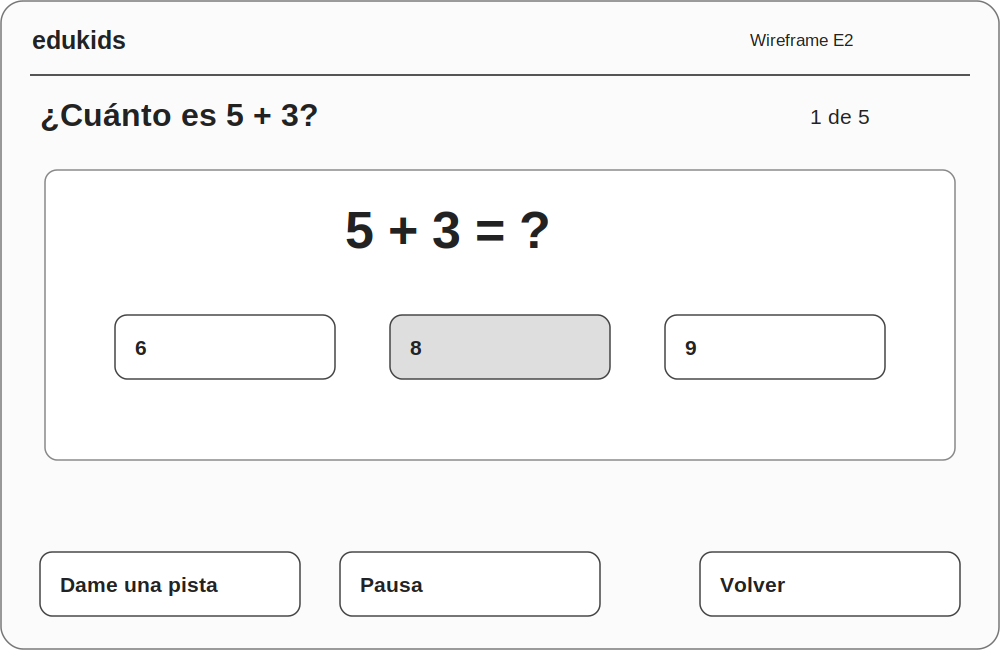 edukids
Wireframe E2
¿Cuánto es 5 + 3?
1 de 5
5 + 3 = ?
6
8
9
Dame una pista
Pausa
Volver